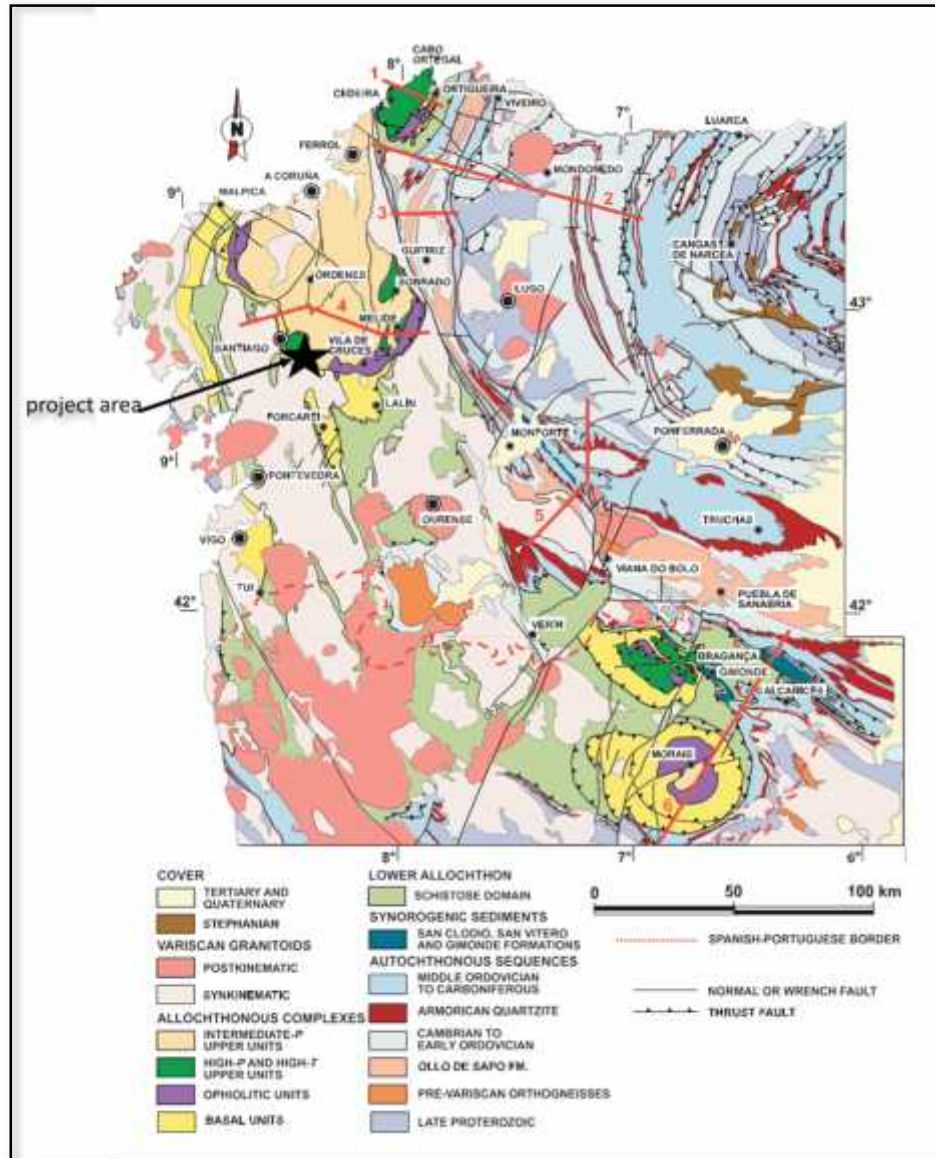 CABO
ORTEGAL
8°
1
CEDEIRA
ORTIGUEIRA
VIVEIRO
7°
LUARCA
N
FERROL
MONDOÑEDO
A CORUÑA
9°
MALPICA
2
3
CANGAS
DE NARCEA
GUITIRIZ
ÓRDENES
SOBRADO
LUGO
43°
4
MELIDE
SANTIAGO
VILA DE
CRUCES
project area
LALÍN
FORCAREI
MONFORTE
PONFERRADA
9°
PONTEVEDRA
OURENSE
5
TRUCHAS
VIGO
VIANA DO BOLO
TUI
PUEBLA DE
SANABRIA
42°
42°
VERÍN
BRAGANÇA
GIMONDE
ALCAÑICES
MORAIS
6
8°
7°
6°
COVER
TERTIARY AND
QUATERNARY
STEPHANIAN
VARISCAN GRANITOIDS
POSTKINEMATIC
SYNKINEMATIC
ALLOCHTHONOUS COMPLEXES
INTERMEDIATE-P
UPPER UNITS
HIGH-P AND HIGH-T
UPPER UNITS
OPHIOLITIC UNITS
BASAL UNITS
LOWER ALLOCHTHON
SCHISTOSE DOMAIN
SYNOROGENIC SEDIMENTS
SAN CLODIO, SAN VITERO
AND GIMONDE FORMATIONS
AUTOCHTHONOUS SEQUENCES
MIDDLE ORDOVICIAN
TO CARBONIFEROUS
ARMORICAN QUARTZITE
CAMBRIAN TO
EARLY ORDOVICIAN
OLLO DE SAPO FM.
PRE-VARISCAN ORTHOGNEISSES
LATE PROTEROZOIC
0 50 100 km
SPANISH-PORTUGUESE BORDER
NORMAL OR WRENCH FAULT
THRUST FAULT